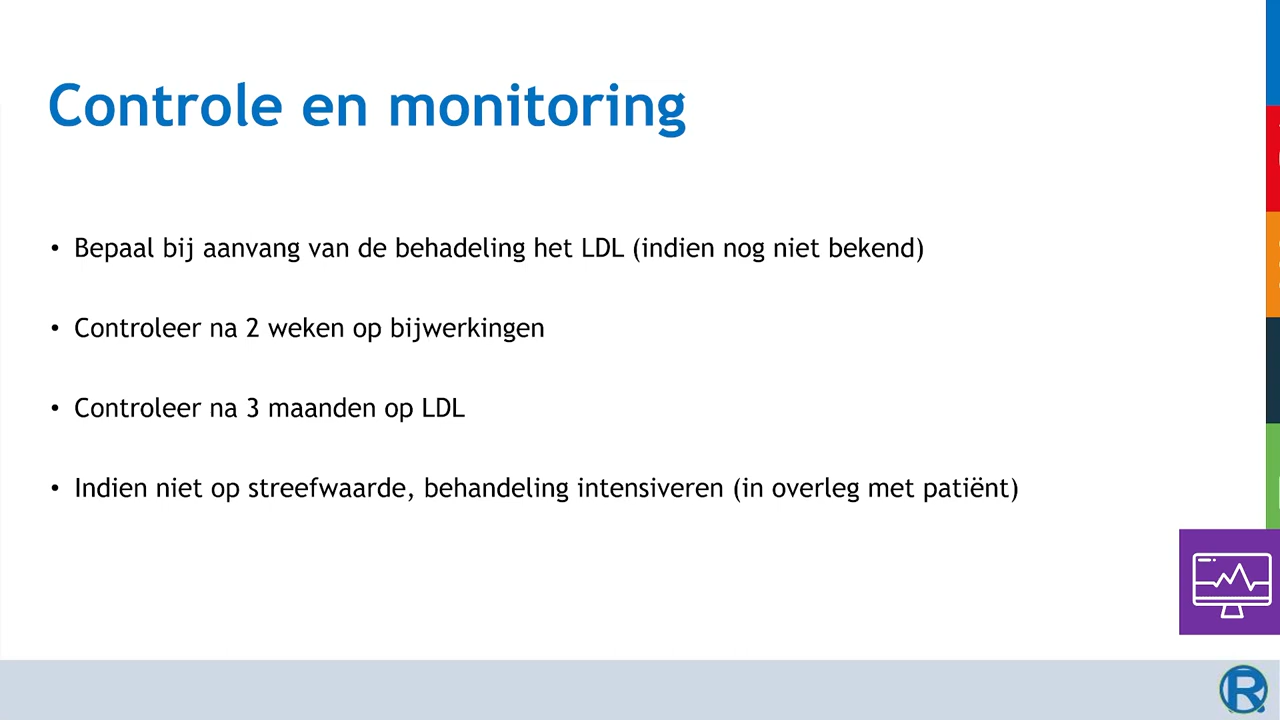 Controle en monitoring
• Bepaal bij aanvang van de behadeling het LDL (indien nog niet bekend)
• Controleer na 2 weken op bijwerkingen
• Controleer na 3 maanden op LDL
• Indien niet op streefwaarde, behandeling intensiveren (in overleg met patiënt)
R